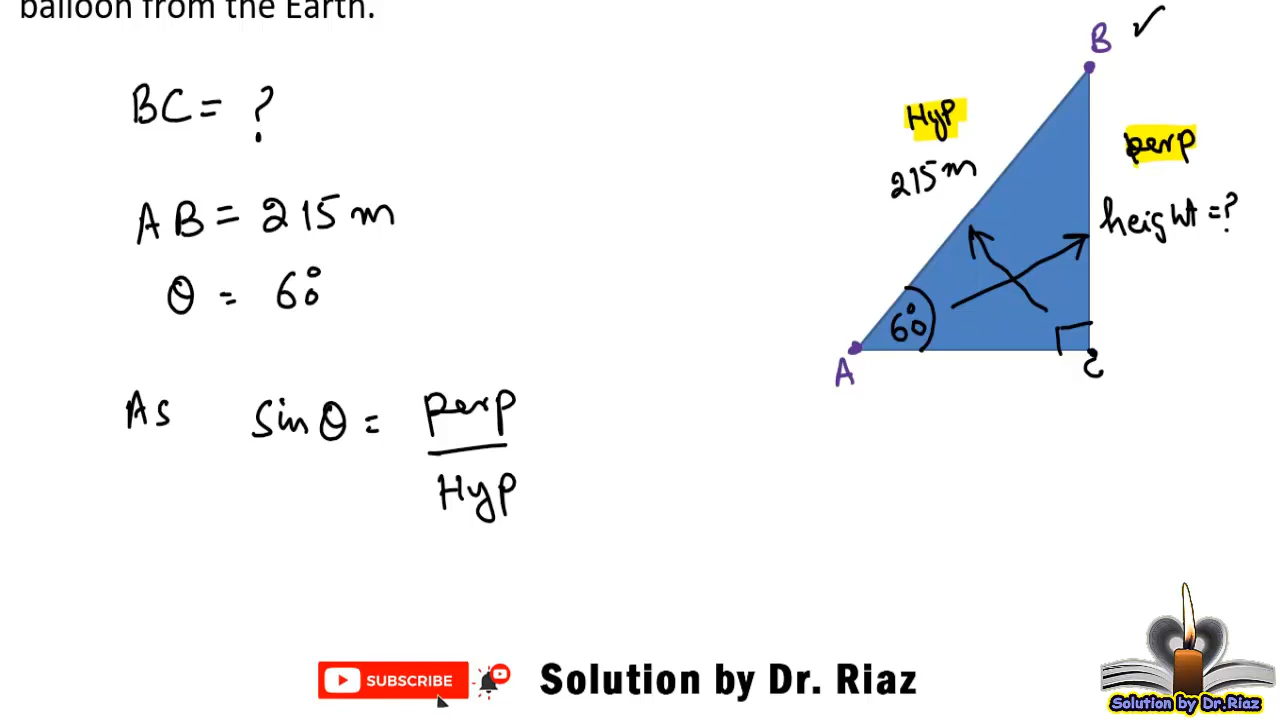 balloon from the Earth.
BC = ?
AB = 215 m
θ = 60°
As sin θ = perp
Hyp
B ✓
Hyp
215 m
perp
height = ?
60°
A
C
SUBSCRIBE
Solution by Dr. Riaz
Solution by Dr.Riaz